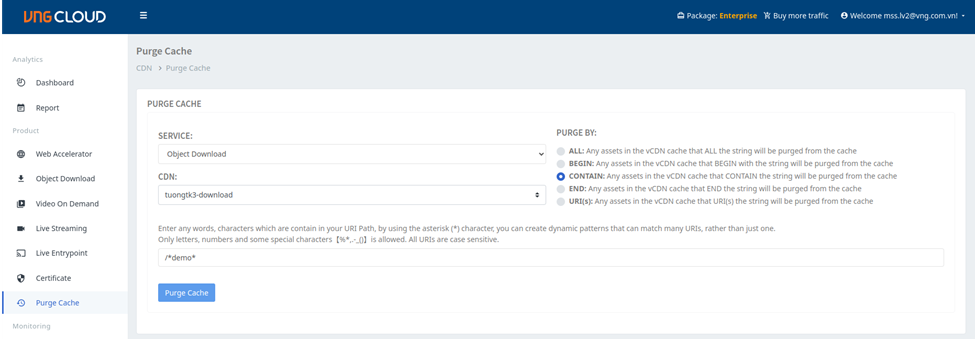 VNG CLOUD
Package: Enterprise Buy more traffic Welcome mss.lv2@vng.com.vn!
Analytics
Dashboard
Report
Product
Web Accelerator
Object Download
Video On Demand
Live Streaming
Live Entrypoint
Certificate
Purge Cache
Monitoring
Purge Cache
CDN > Purge Cache
PURGE CACHE
SERVICE:
Object Download
CDN:
tuongtk3-download
PURGE BY:
ALL: Any assets in the vCDN cache that ALL the string will be purged from the cache
BEGIN: Any assets in the vCDN cache that BEGIN with the string will be purged from the cache
CONTAIN: Any assets in the vCDN cache that CONTAIN the string will be purged from the cache
END: Any assets in the vCDN cache that END the string will be purged from the cache
URI(s): Any assets in the vCDN cache that URI(s) the string will be purged from the cache
Enter any words, characters which are contain in your URI Path, by using the asterisk (*) character, you can create dynamic patterns that can match many URIs, rather than just one.
Only letters, numbers and some special characters 【%*,.-_()】 is allowed. All URIs are case sensitive.
/*demo*
Purge Cache